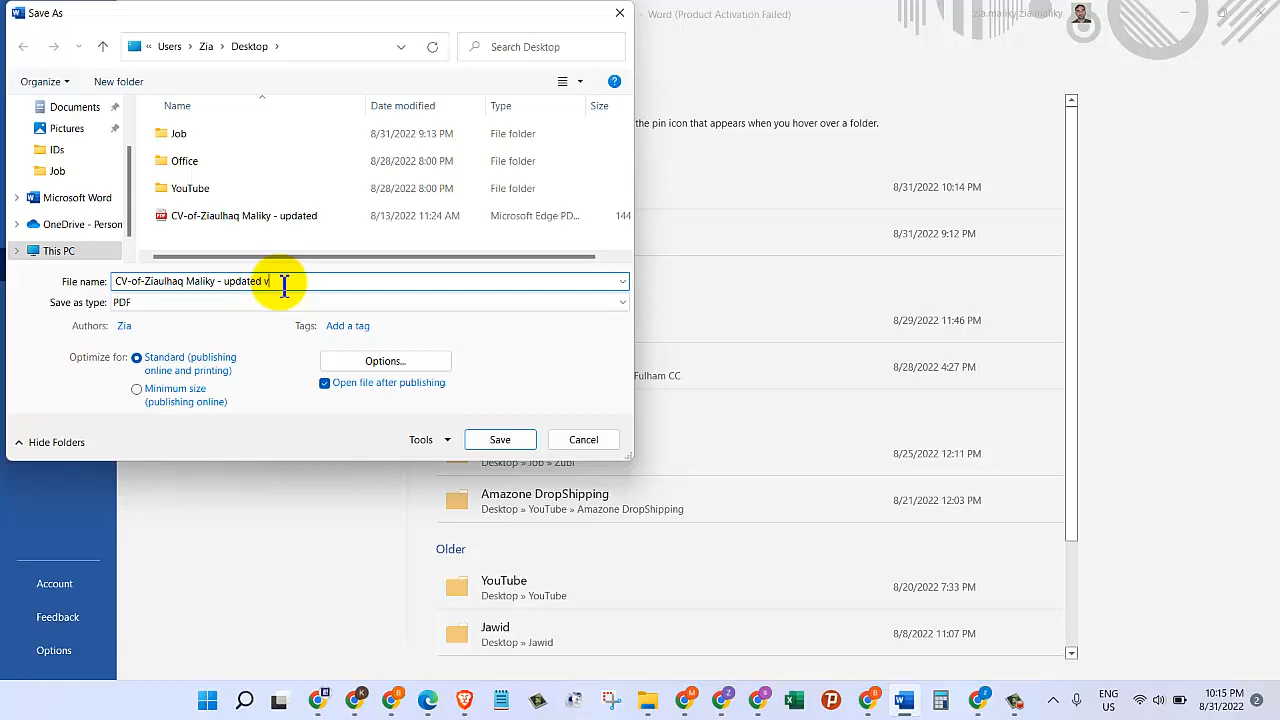 Save As
Word (Product Activation Failed)
zia.maliky zia.maliky
« Users > Zia > Desktop >
Search Desktop
Organize
New folder
Documents
Pictures
IDs
Job
Microsoft Word
OneDrive - Person
This PC
Name Date modified Type Size
Job 8/31/2022 9:13 PM File folder
Office 8/28/2022 8:00 PM File folder
YouTube 8/28/2022 8:00 PM File folder
CV-of-Ziaulhaq Maliky - updated 8/13/2022 11:24 AM Microsoft Edge PD... 144
File name: CV-of-Ziaulhaq Maliky - updated v
Save as type: PDF
Authors: Zia
Tags: Add a tag
Optimize for: Standard (publishing
online and printing)
Minimum size
(publishing online)
Options...
Open file after publishing
Hide Folders
Tools
Save
Cancel
the pin icon that appears when you hover over a folder.
8/31/2022 10:14 PM
8/31/2022 9:12 PM
8/29/2022 11:46 PM
Fulham CC
8/28/2022 4:27 PM
Desktop » Job » Zubi
8/25/2022 12:11 PM
Amazone DropShipping
Desktop » YouTube » Amazone DropShipping
8/21/2022 12:03 PM
Older
YouTube
Desktop » YouTube
8/20/2022 7:33 PM
Jawid
Desktop » Jawid
8/8/2022 11:07 PM
Account
Feedback
Options
ENG
US
10:15 PM
8/31/2022
2